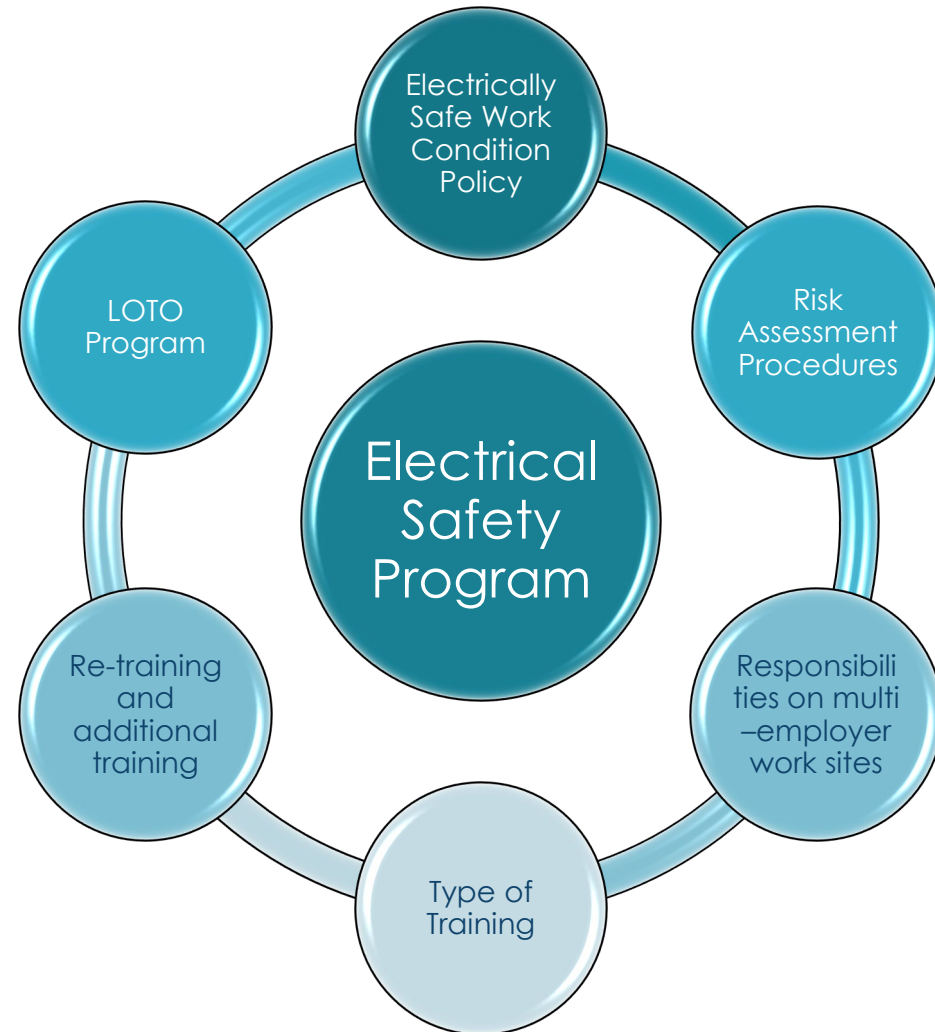 Electrically
Safe Work
Condition
Policy
LOTO
Program
Risk
Assessment
Procedures
Electrical
Safety
Program
Re-training
and
additional
training
Responsibili
ties on multi
–employer
work sites
Type of
Training